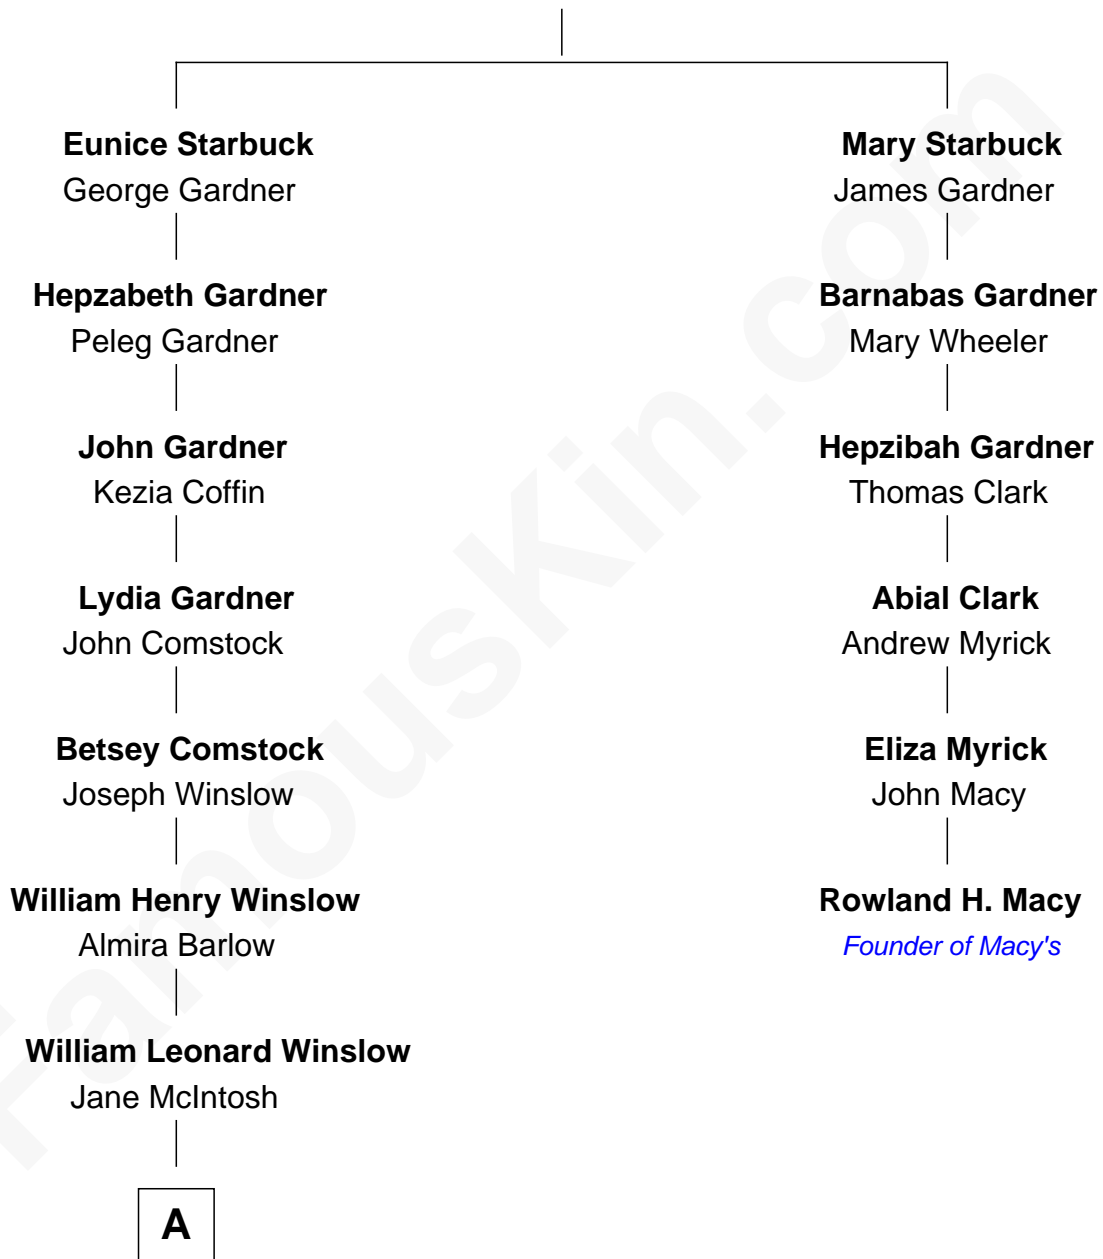 Eunice Starbuck
George Gardner
Mary Starbuck
James Gardner
Hepzabeth Gardner
Peleg Gardner
Barnabas Gardner
Mary Wheeler
John Gardner
Kezia Coffin
Hepzibah Gardner
Thomas Clark
Lydia Gardner
John Comstock
Abial Clark
Andrew Myrick
Betsey Comstock
Joseph Winslow
Eliza Myrick
John Macy
William Henry Winslow
Almira Barlow
Rowland H. Macy
Founder of Macy's
William Leonard Winslow
Jane McIntosh
A
FamousKin.com